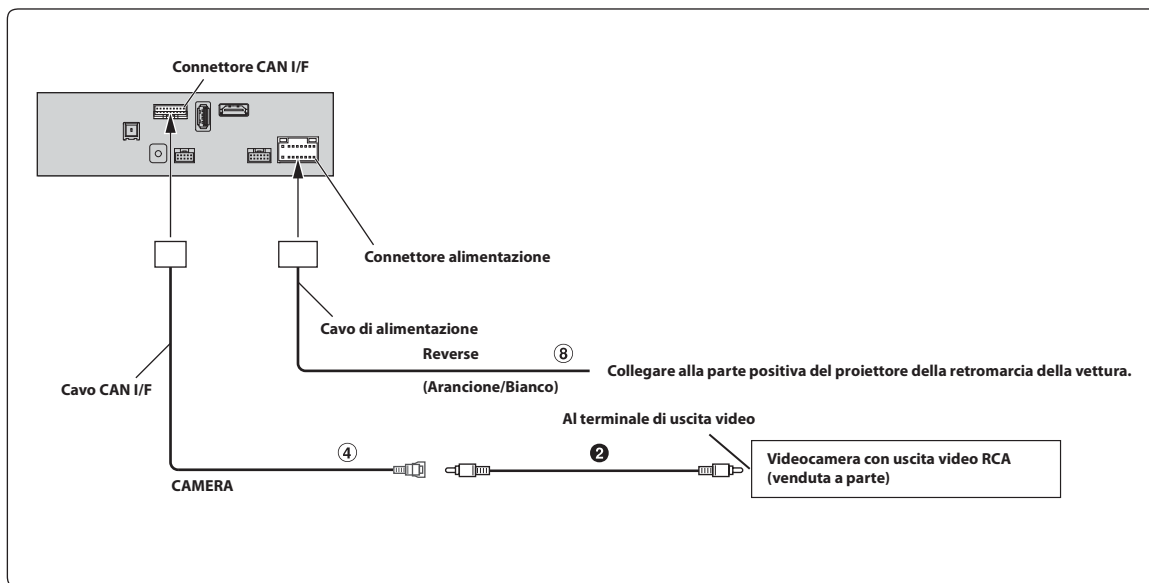 Connettore CAN I/F
Connettore alimentazione
Cavo di alimentazione
Reverse
⑧
Collegare alla parte positiva del proiettore della retromarcia della vettura.
(Arancione/Bianco)
Cavo CAN I/F
Al terminale di uscita video
④
❷
Videocamera con uscita video RCA
(venduta a parte)
CAMERA